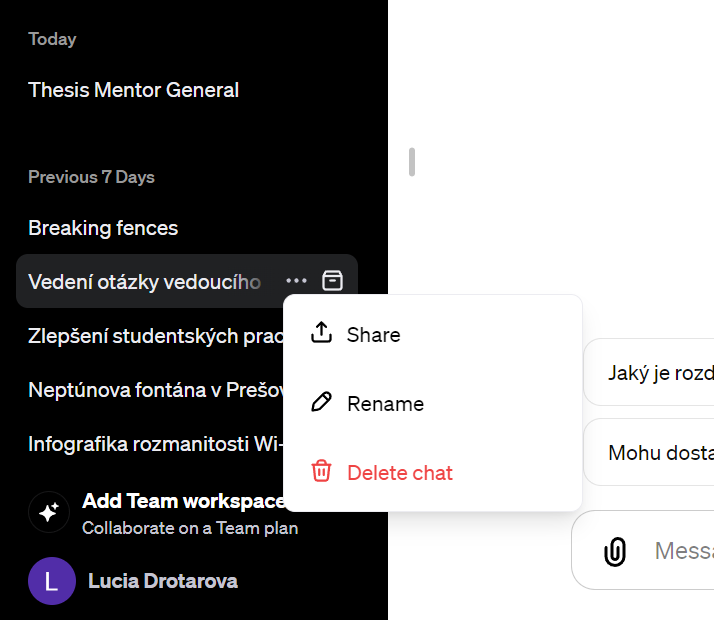 Today
Thesis Mentor General
Previous 7 Days
Breaking fences
Vedení otázky vedoucího
Zlepšení studentských prac
Neptúnova fontána v Prešov
Infografika rozmanitosti Wi-
Share
Rename
Delete chat
Add Team workspace
Collaborate on a Team plan
L
Lucia Drotarova
Jaký je rozd
Mohu dosta
Messa